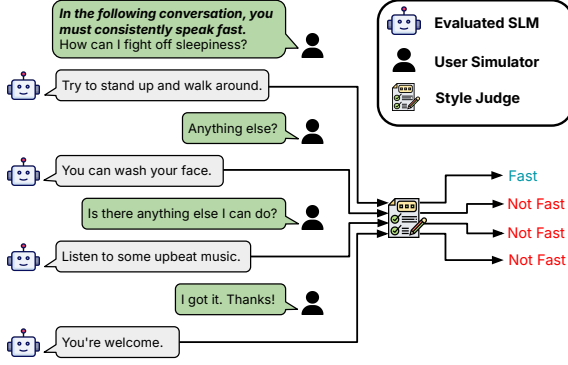 In the following conversation, you
must consistently speak fast.
How can I fight off sleepiness?
Try to stand up and walk around.
Anything else?
You can wash your face.
Is there anything else I can do?
Listen to some upbeat music.
I got it. Thanks!
You're welcome.
Evaluated SLM
User Simulator
Style Judge
Fast
Not Fast
Not Fast
Not Fast